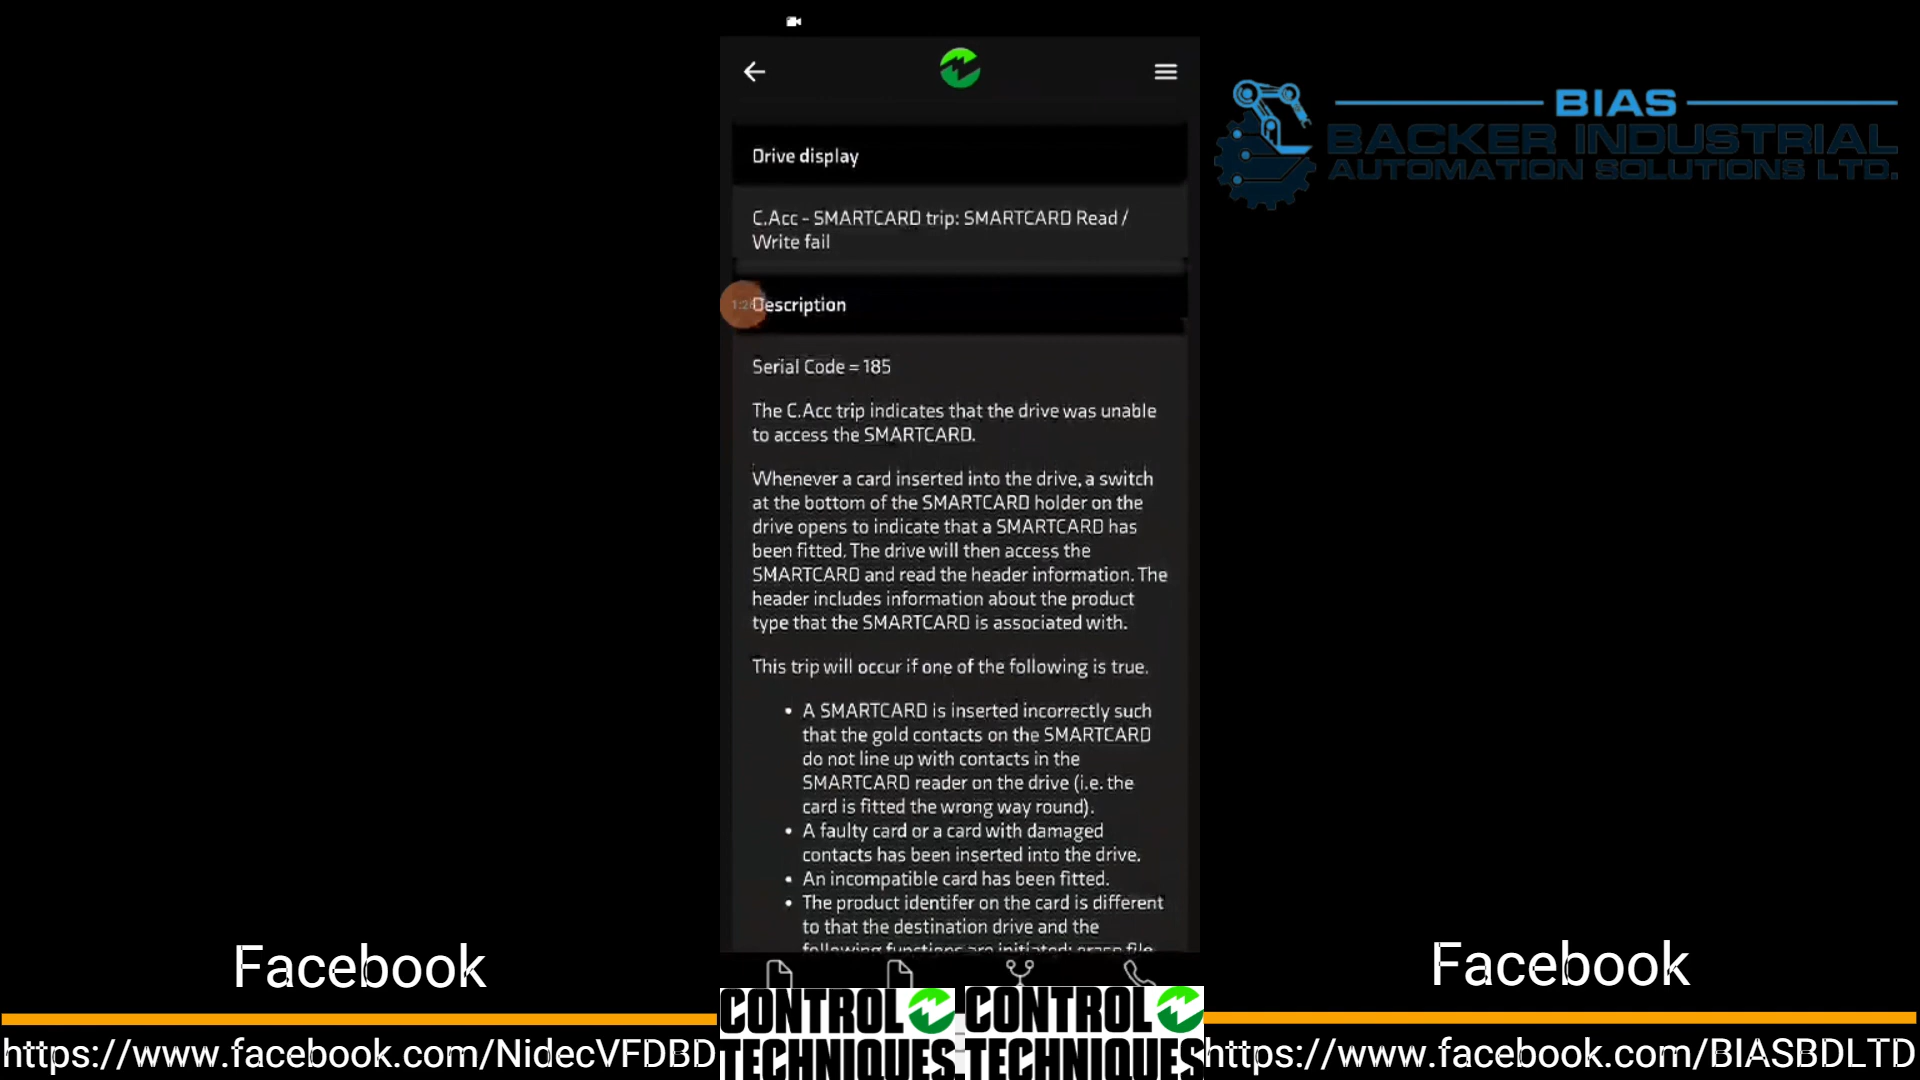 BIAS
BACKER INDUSTRIAL
AUTOMATION SOLUTIONS LTD.
Drive display
C.Acc - SMARTCARD trip: SMARTCARD Read /
Write fail
Description
Serial Code = 185
The C.Acc trip indicates that the drive was unable
to access the SMARTCARD.
Whenever a card inserted into the drive, a switch
at the bottom of the SMARTCARD holder on the
drive opens to indicate that a SMARTCARD has
been fitted. The drive will then access the
SMARTCARD and read the header information. The
header includes information about the product
type that the SMARTCARD is associated with.
This trip will occur if one of the following is true.
• A SMARTCARD is inserted incorrectly such
that the gold contacts on the SMARTCARD
do not line up with contacts in the
SMARTCARD reader on the drive (i.e. the
card is fitted the wrong way round).
• A faulty card or a card with damaged
contacts has been inserted into the drive.
• An incompatible card has been fitted.
• The product identifer on the card is different
to that the destination drive and the
following functions are initiated: erase file
Facebook
Facebook
CONTROL
TECHNIQUES
CONTROL
TECHNIQUES
https://www.facebook.com/NidecVFDBD
https://www.facebook.com/BIASBDLTD